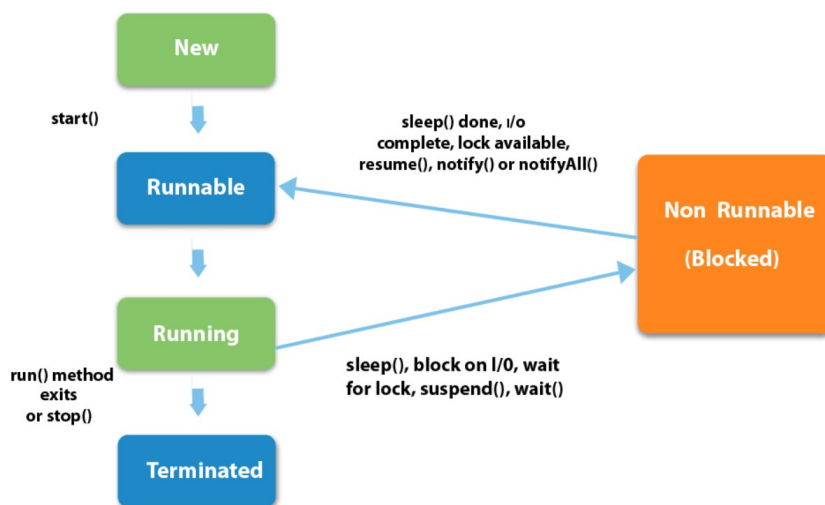 New
start()
sleep() done, I/o
complete, lock available,
resume(), notify() or notifyAll()
Runnable
Non Runnable
(Blocked)
Running
sleep(), block on I/0, wait
for lock, suspend(), wait()
run() method
exits
or stop()
Terminated